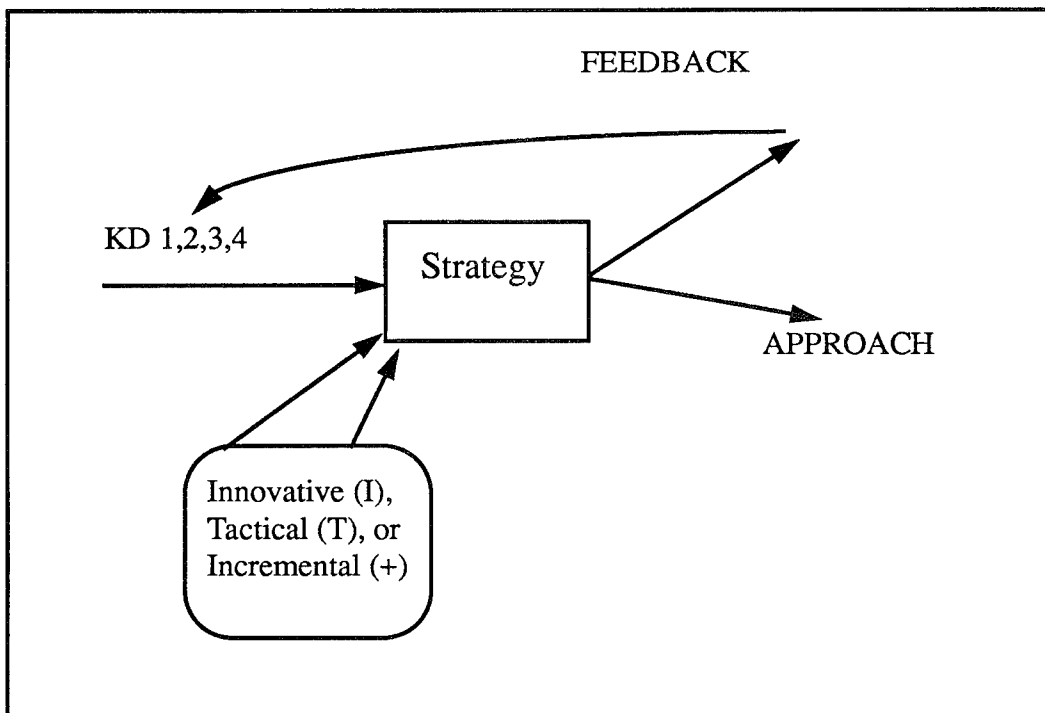 FEEDBACK
KD 1,2,3,4
Strategy
APPROACH
Innovative (I),
Tactical (T), or
Incremental (+)